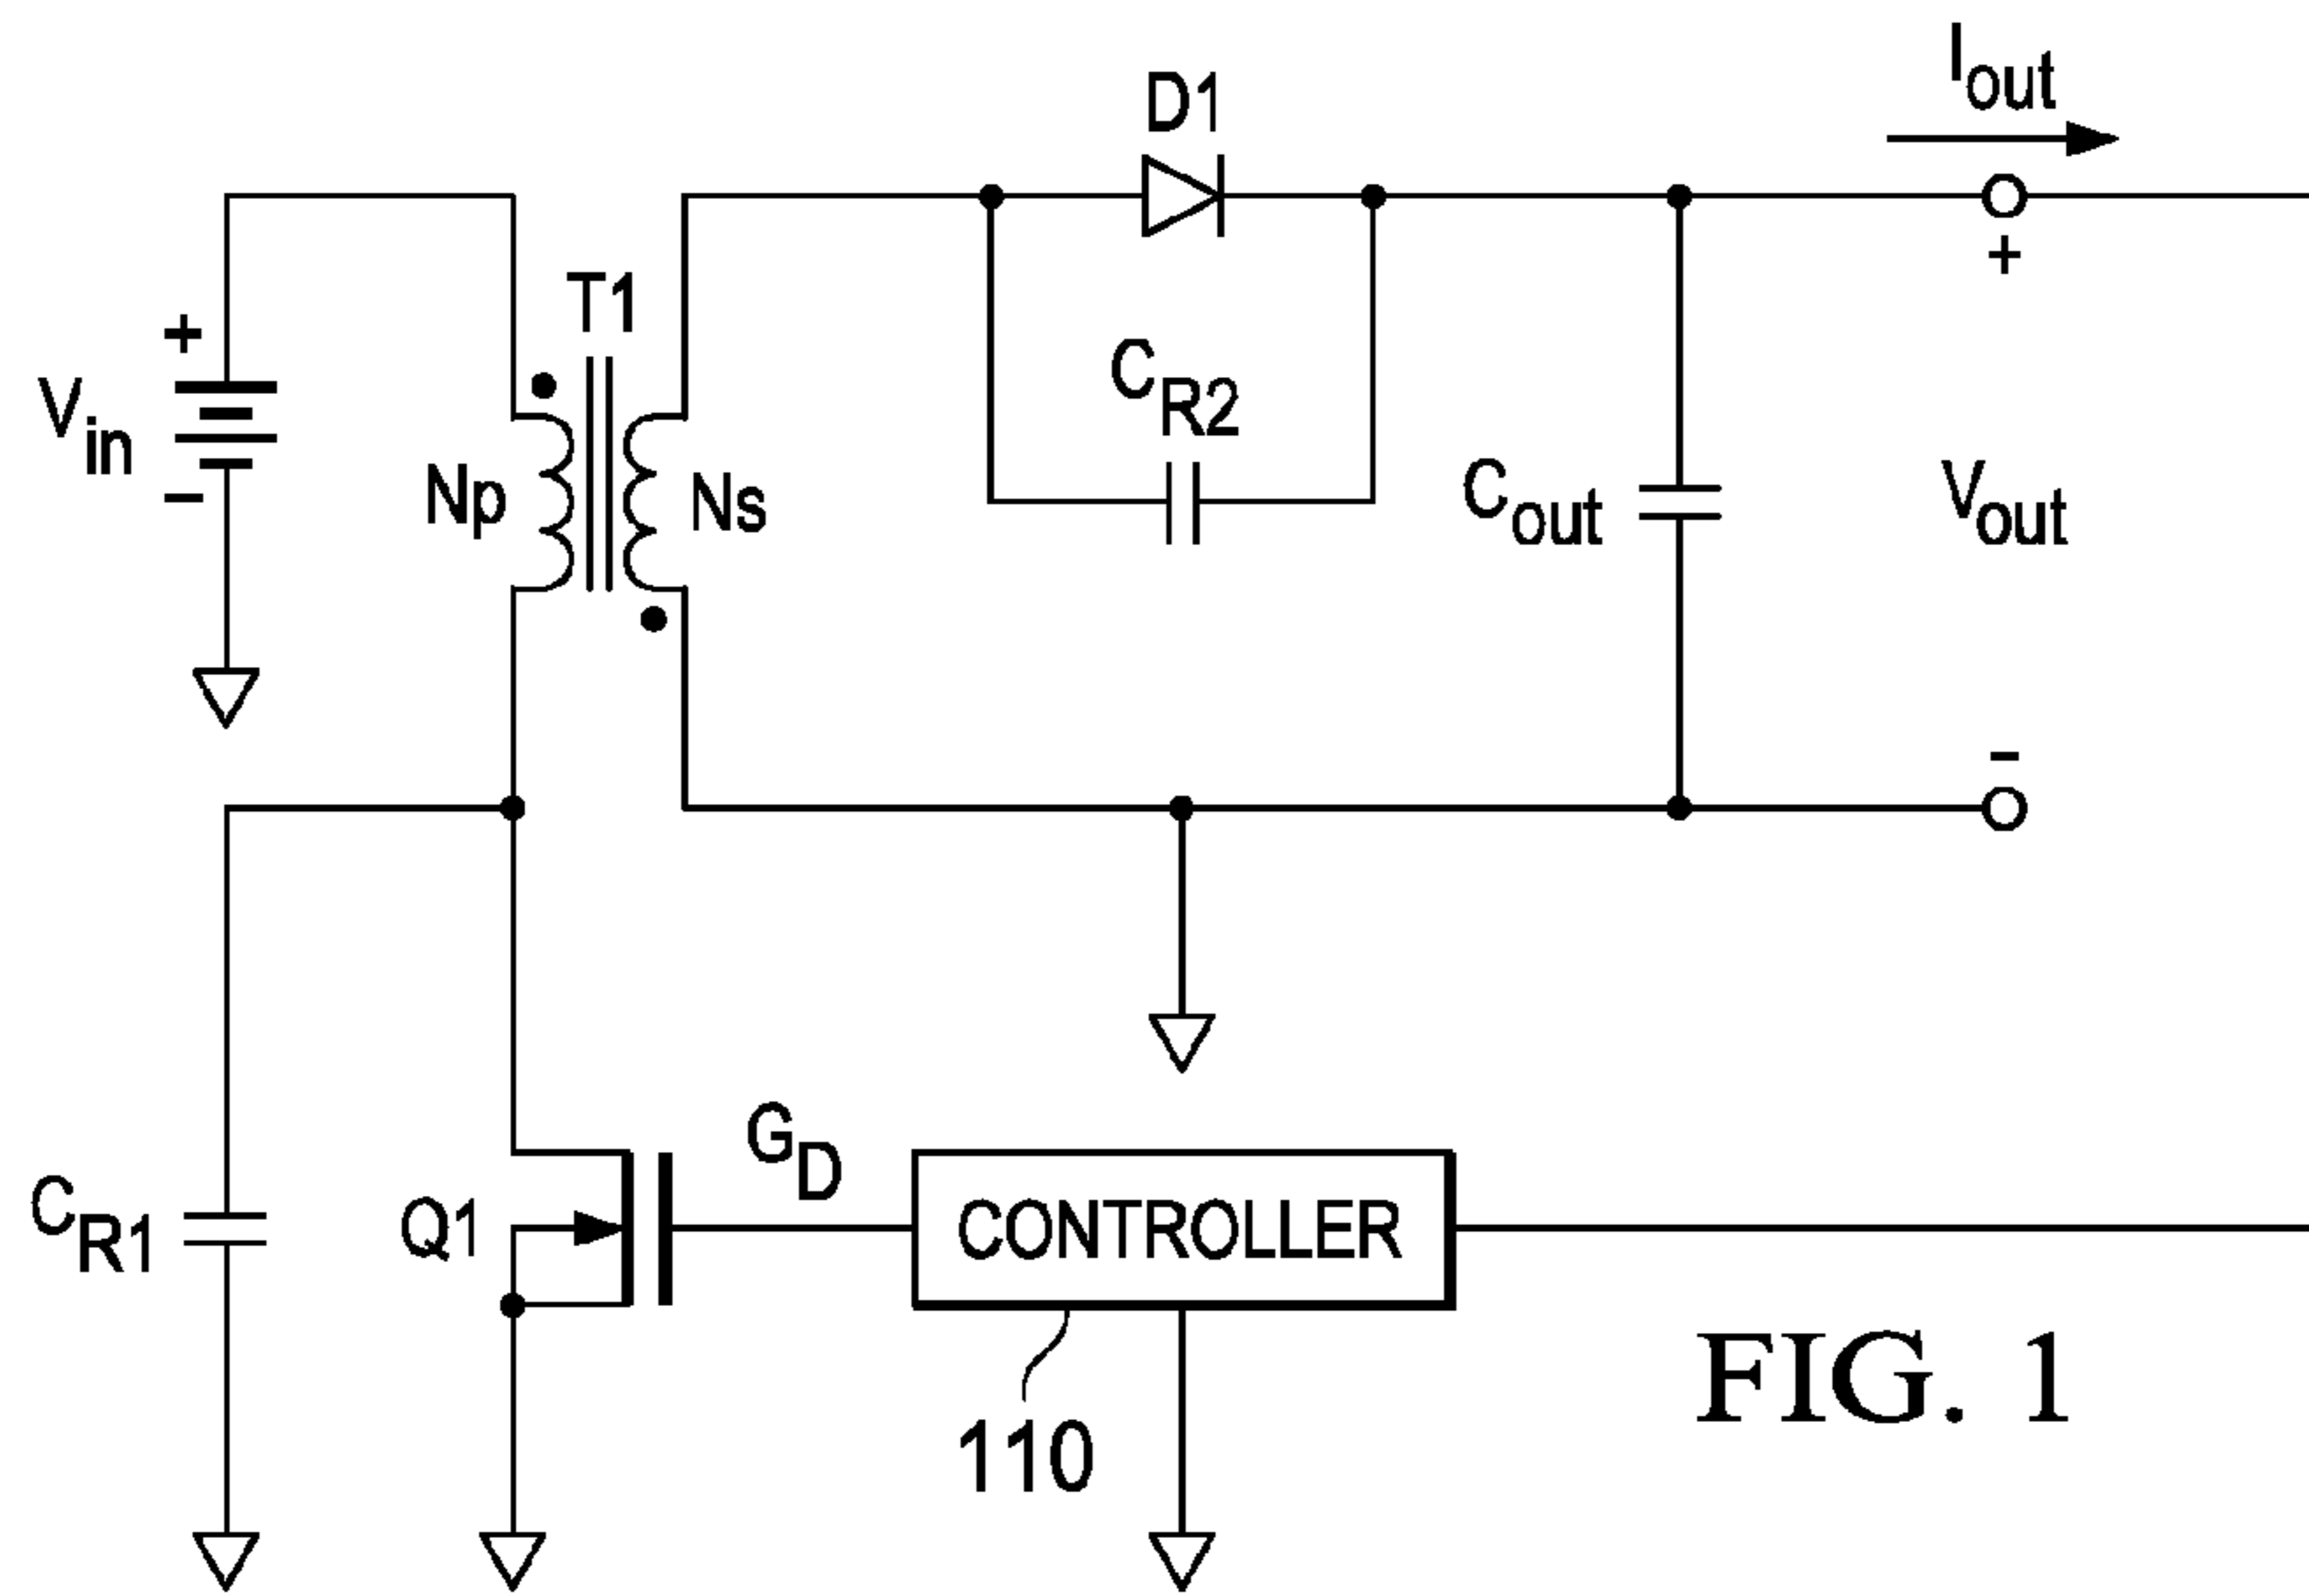 Iout
D1
+
T1
+
Vin
−
CR2
Np
Ns
Cout
Vout
-
GD
CR1
Q1
CONTROLLER
110
FIG. 1